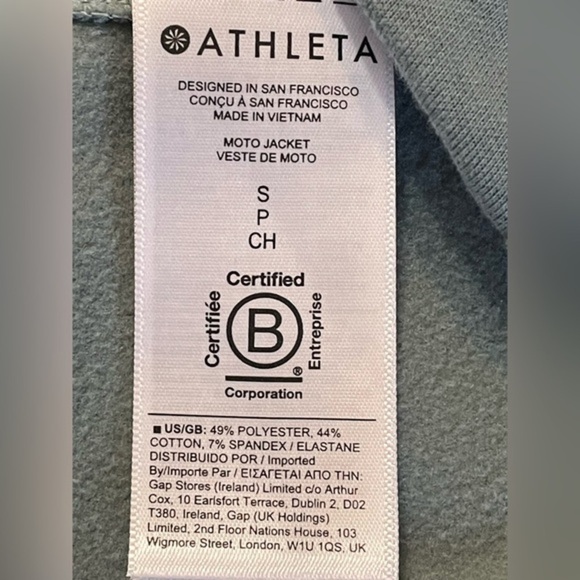 ATHLETA
DESIGNED IN SAN FRANCISCO
CONÇU À SAN FRANCISCO
MADE IN VIETNAM
MOTO JACKET
VESTE DE MOTO
S
P
CH
Certified
Certifiée
B
Entreprise
®
Corporation
■ US/GB: 49% POLYESTER, 44%
COTTON, 7% SPANDEX / ELASTANE
DISTRIBUIDO POR / Imported
By/Importe Par / ΕΙΣΑΓΕΤΑΙ ΑΠΟ ΤΗΝ:
Gap Stores (Ireland) Limited c/o Arthur
Cox, 10 Earlsfort Terrace, Dublin 2, D02
T380, Ireland, Gap (UK Holdings)
Limited, 2nd Floor Nations House, 103
Wigmore Street, London, W1U 1QS, UK